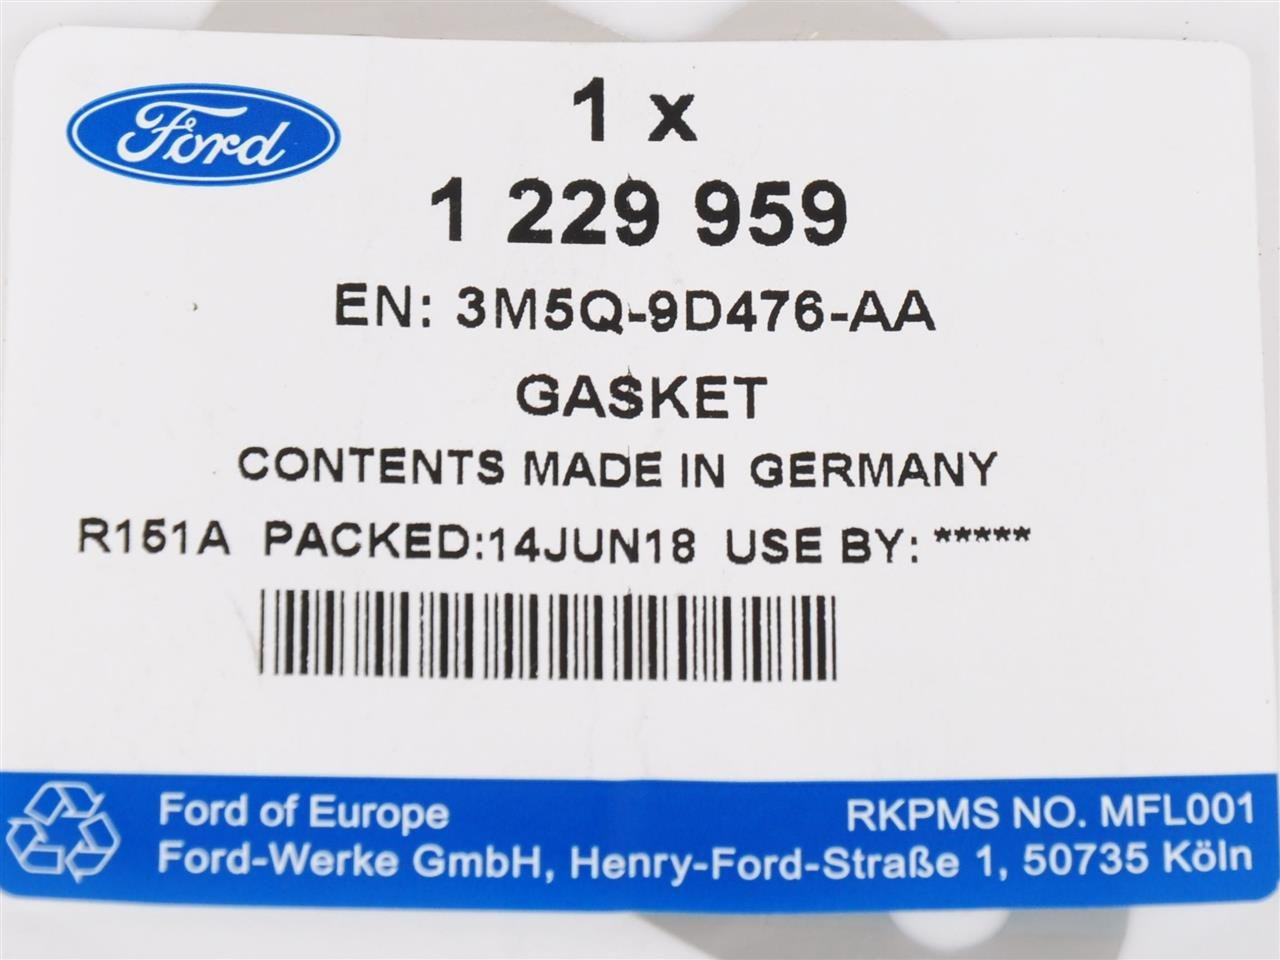 Ford
1 x
1 229 959
EN: 3M5Q-9D476-AA
GASKET
CONTENTS MADE IN GERMANY
R151A PACKED:14JUN18 USE BY: *****
Ford of Europe
RKPMS NO. MFL001
Ford-Werke GmbH, Henry-Ford-Straße 1, 50735 Köln